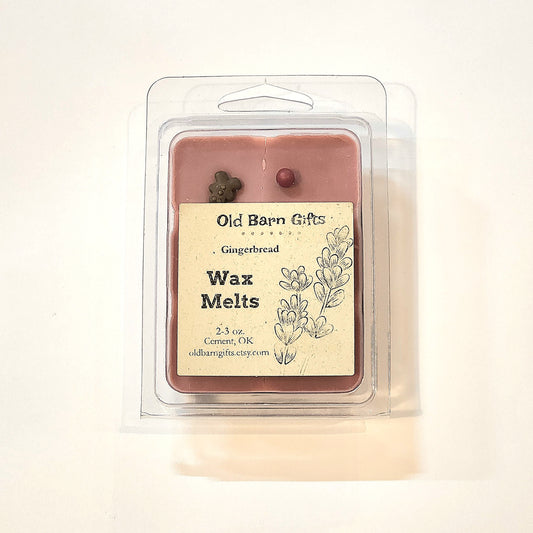 Old Barn Gifts
Gingerbread
Wax
Melts
2-3 oz.
Cement, OK
oldbarngifts.etsy.com